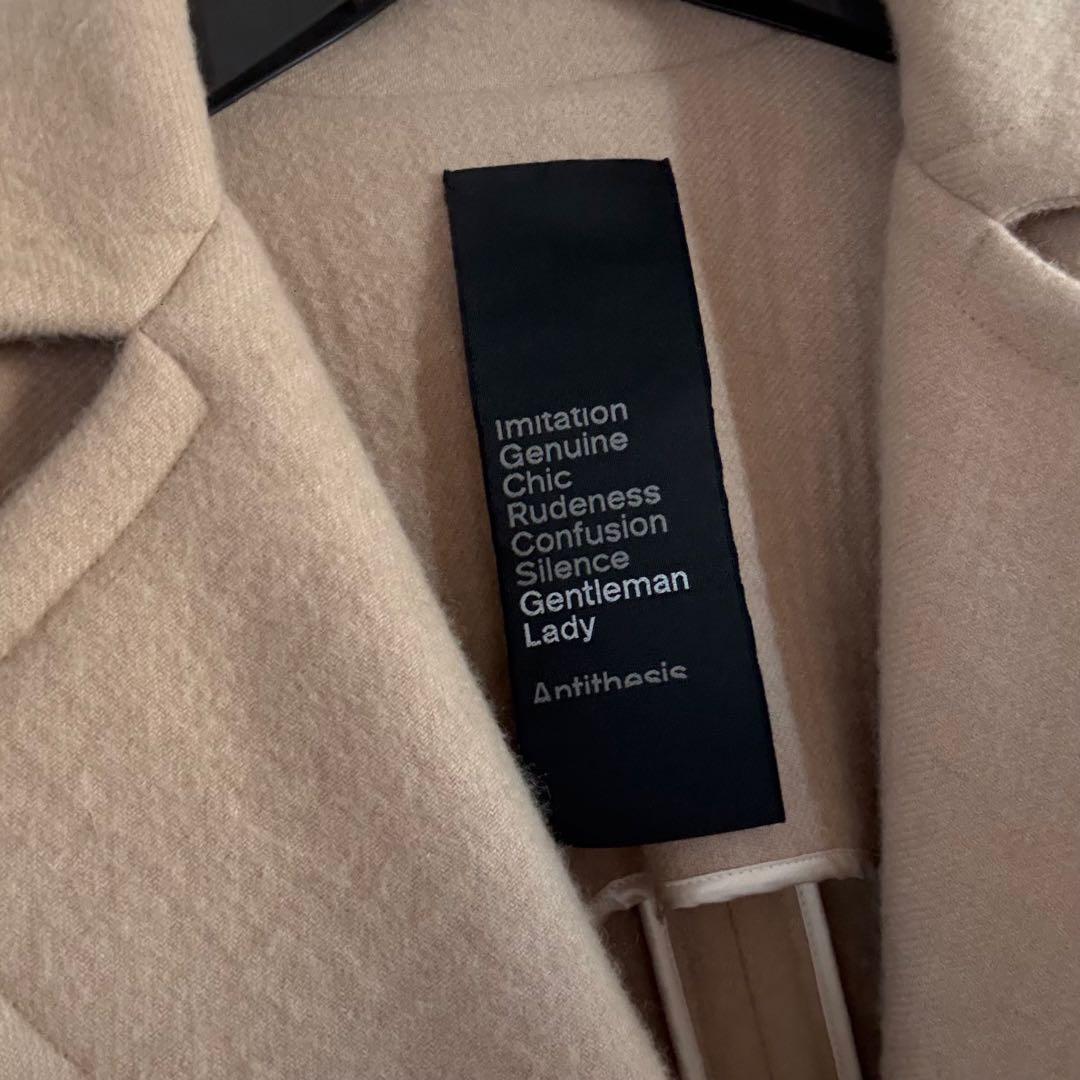 Imitation
Genuine
Chic
Rudeness
Confusion
Silence
Gentleman
Lady
Antithesis